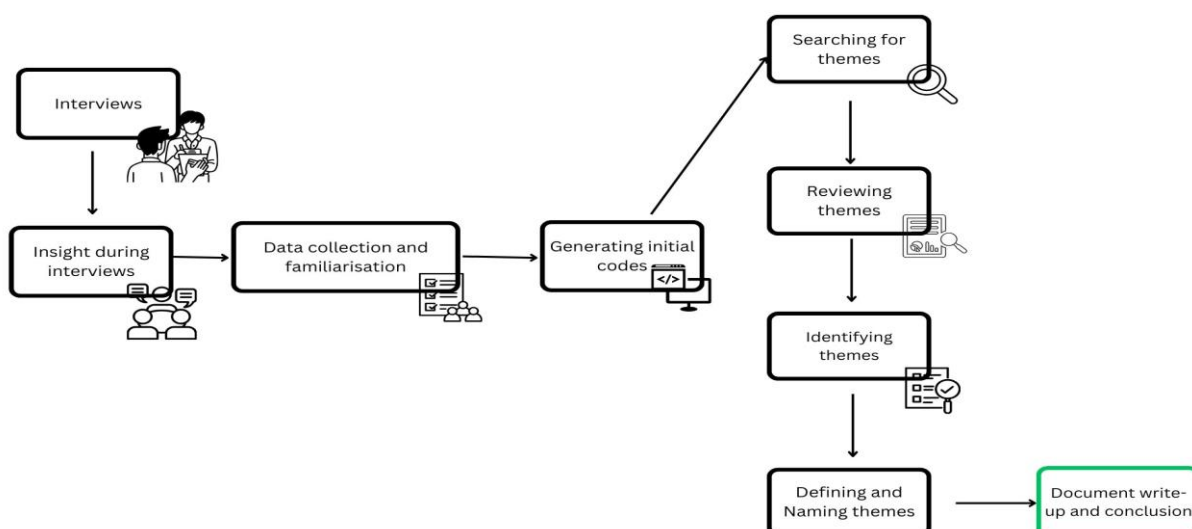 Interviews
Insight during
interviews
Data collection and
familiarisation
Generating initial
codes
</>
Searching for
themes
Reviewing
themes
Identifying
themes
Defining and
Naming themes
Document write-
up and conclusion